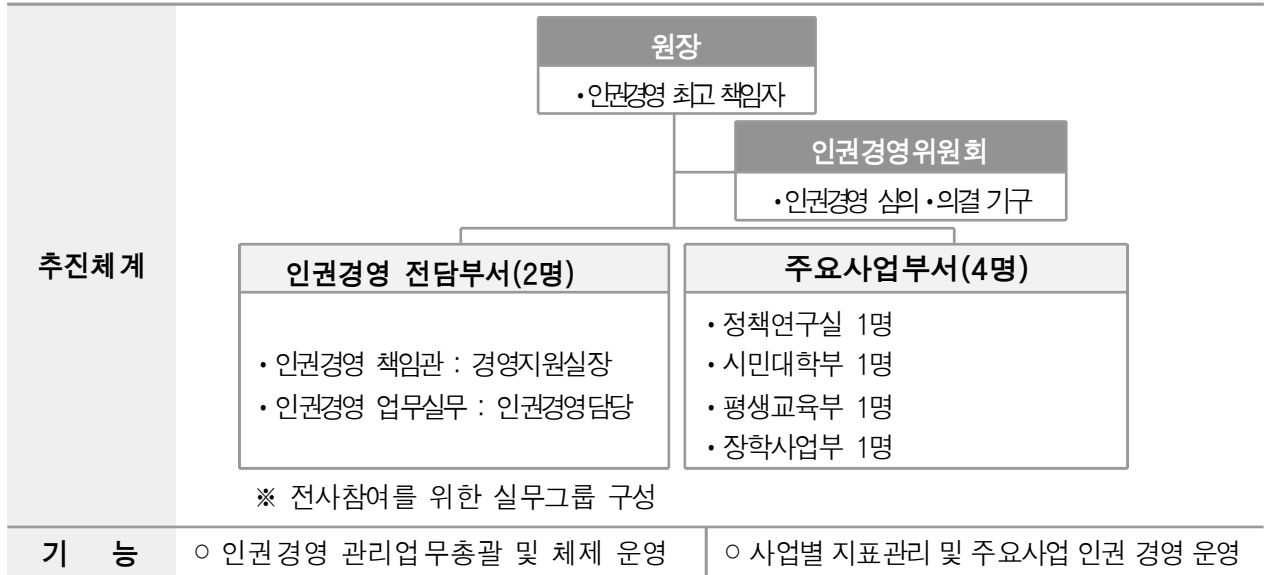 원장
•인권경영 최고 책임자
인권경영위원회
•인권경영 심의•의결 기구
추진체계
인권경영 전담부서(2명)
•인권경영 책임관 : 경영지원실장
•인권경영 업무실무 : 인권경영담당
주요사업부서(4명)
•정책연구실 1명
•시민대학부 1명
•평생교육부 1명
•장학사업부 1명
※ 전사참여를 위한 실무그룹 구성
기 능
○ 인권경영 관리업무총괄 및 체제 운영
○ 사업별 지표관리 및 주요사업 인권 경영 운영